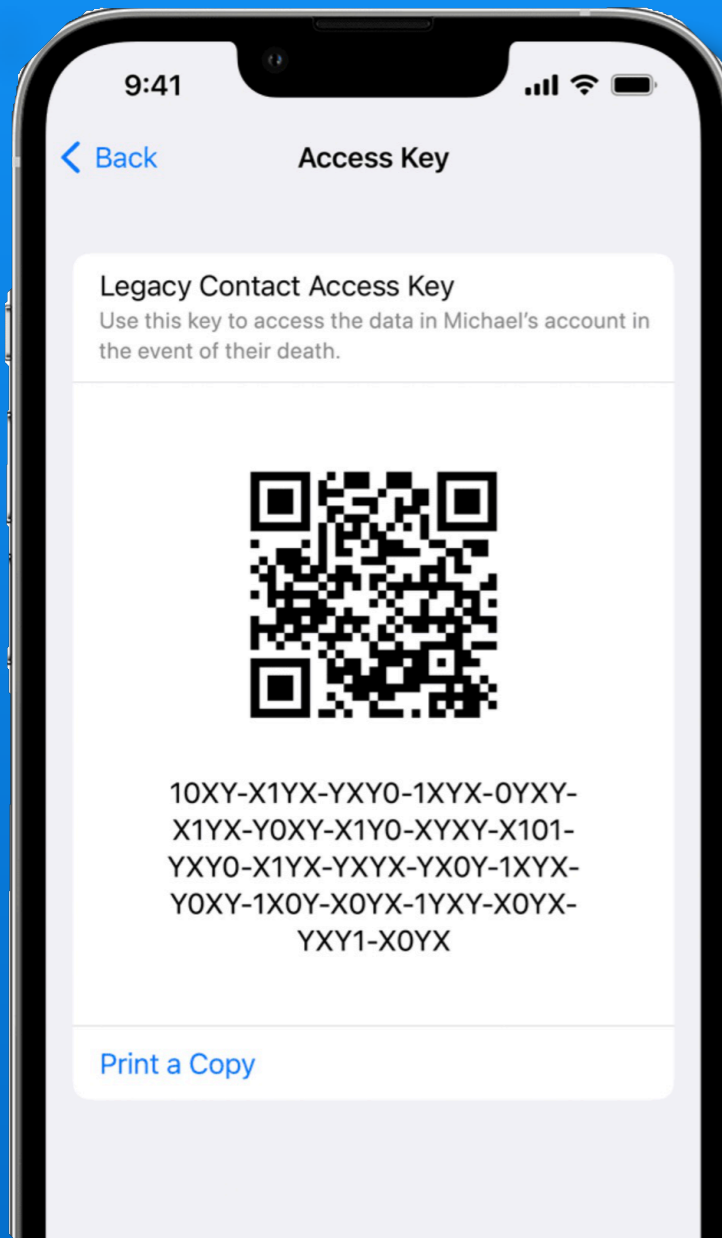 9:41
Back
Access Key
Legacy Contact Access Key
Use this key to access the data in Michael's account in
the event of their death.
10XY-X1YX-YXY0-1XYX-0YXY-
X1YX-Y0XY-X1Y0-XYXY-X101-
YXY0-X1YX-YXYX-YX0Y-1XYX-
Y0XY-1X0Y-X0YX-1YXY-X0YX-
YXY1-X0YX
Print a Copy